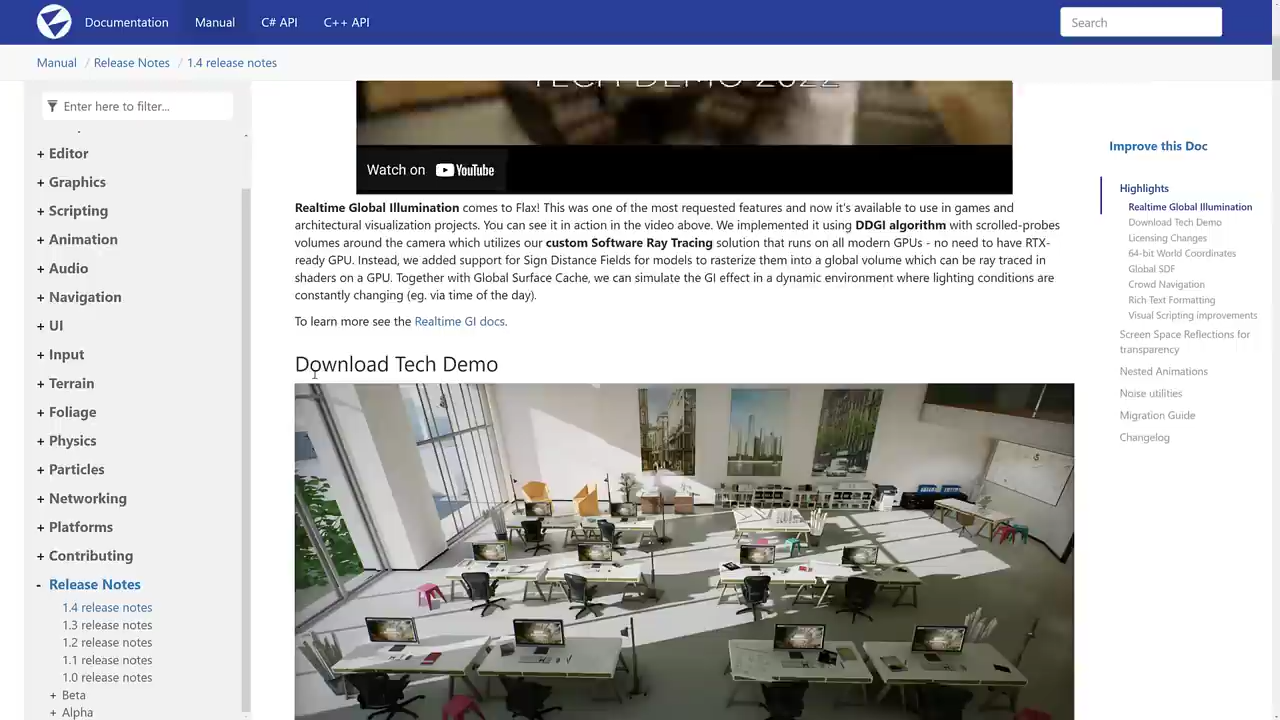 Documentation
Manual
C# API
C++ API
Search
Manual / Release Notes / 1.4 release notes
Enter here to filter...
+ Editor
+ Graphics
+ Scripting
+ Animation
+ Audio
+ Navigation
+ UI
+ Input
+ Terrain
+ Foliage
+ Physics
+ Particles
+ Networking
+ Platforms
+ Contributing
- Release Notes
1.4 release notes
1.3 release notes
1.2 release notes
1.1 release notes
1.0 release notes
+ Beta
+ Alpha
TECH DEMO 2022
Watch on YouTube
Realtime Global Illumination comes to Flax! This was one of the most requested features and now it's available to use in games and
architectural visualization projects. You can see it in action in the video above. We implemented it using DDGI algorithm with scrolled-probes
volumes around the camera which utilizes our custom Software Ray Tracing solution that runs on all modern GPUs - no need to have RTX-
ready GPU. Instead, we added support for Sign Distance Fields for models to rasterize them into a global volume which can be ray traced in
shaders on a GPU. Together with Global Surface Cache, we can simulate the GI effect in a dynamic environment where lighting conditions are
constantly changing (eg. via time of the day).
To learn more see the Realtime GI docs.
Download Tech Demo
Improve this Doc
Highlights
Realtime Global Illumination
Download Tech Demo
Licensing Changes
64-bit World Coordinates
Global SDF
Crowd Navigation
Rich Text Formatting
Visual Scripting improvements
Screen Space Reflections for
transparency
Nested Animations
Noise utilities
Migration Guide
Changelog